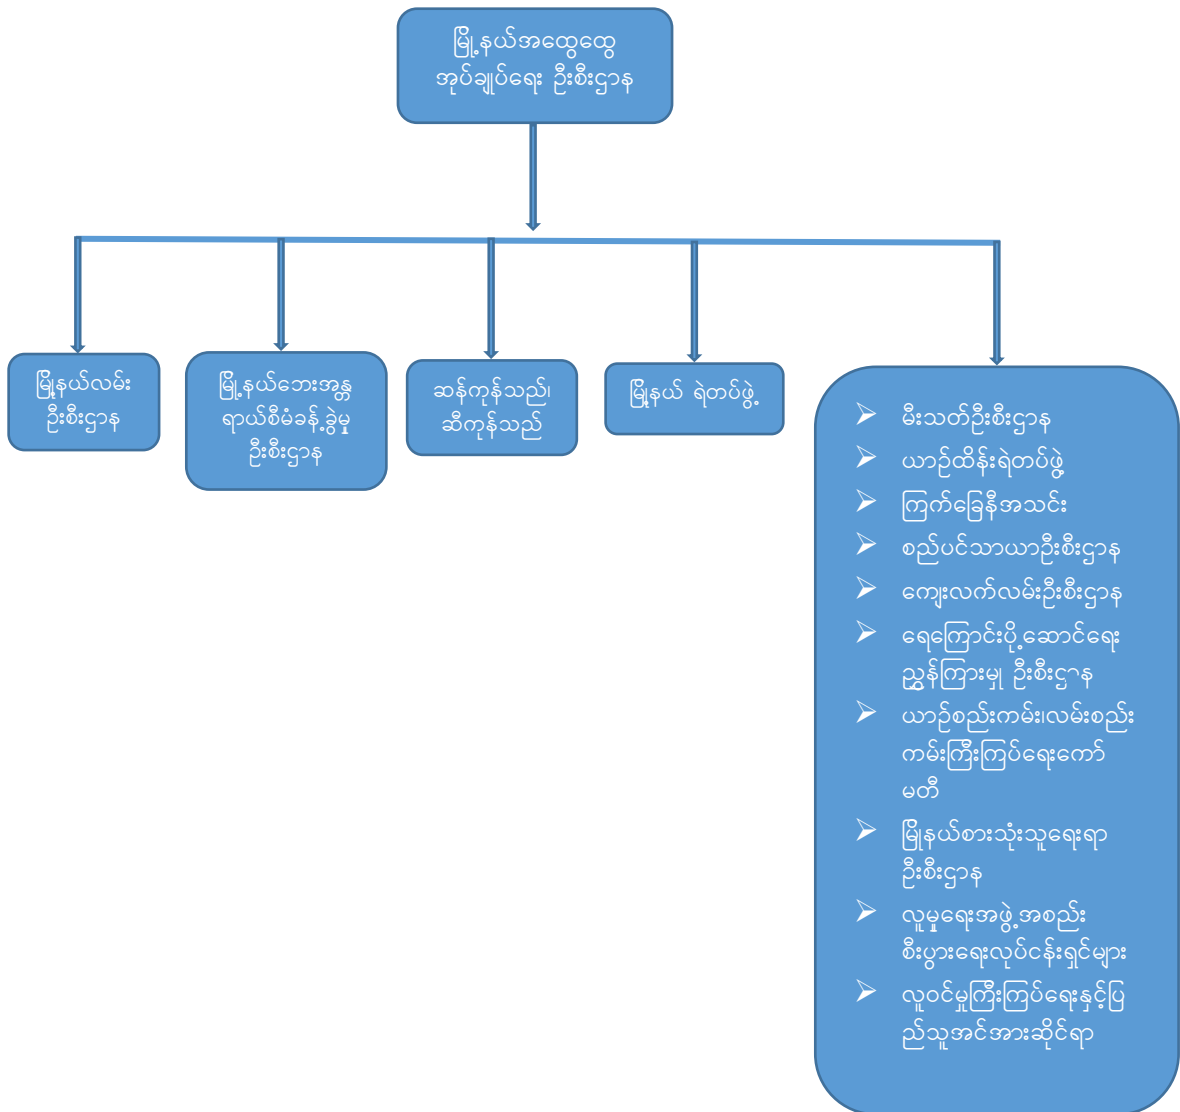 မြို့နယ်အထွေထွေ
အုပ်ချုပ်ရေး ဦးစီးဌာန
မြို့နယ်လမ်း
ဦးစီးဌာန
မြို့နယ်ဘေးအန္တ
ရာယ်စီမံခန့်ခွဲမှု
ဦးစီးဌာန
ဆန်ကုန်သည်၊
ဆီကုန်သည်
မြို့နယ် ရဲတပ်ဖွဲ့
➢ မီးသတ်ဦးစီးဌာန
➢ ယာဉ်ထိန်းရဲတပ်ဖွဲ့
➢ ကြက်ခြေနီအသင်း
➢ စည်ပင်သာယာဦးစီးဌာန
➢ ကျေးလက်လမ်းဦးစီးဌာန
➢ ရေကြောင်းပို့ဆောင်ရေး
ညွှန်ကြားမှု ဦးစီးဌာန
➢ ယာဉ်စည်းကမ်း၊လမ်းစည်း
ကမ်းကြီးကြပ်ရေးကော်
မတီ
➢ မြို့နယ်စားသုံးသူရေးရာ
ဦးစီးဌာန
➢ လူမှုရေးအဖွဲ့အစည်း
စီးပွားရေးလုပ်ငန်းရှင်များ
➢ လူဝင်မှုကြီးကြပ်ရေးနှင့်ပြ
ည်သူအင်အားဆိုင်ရာ